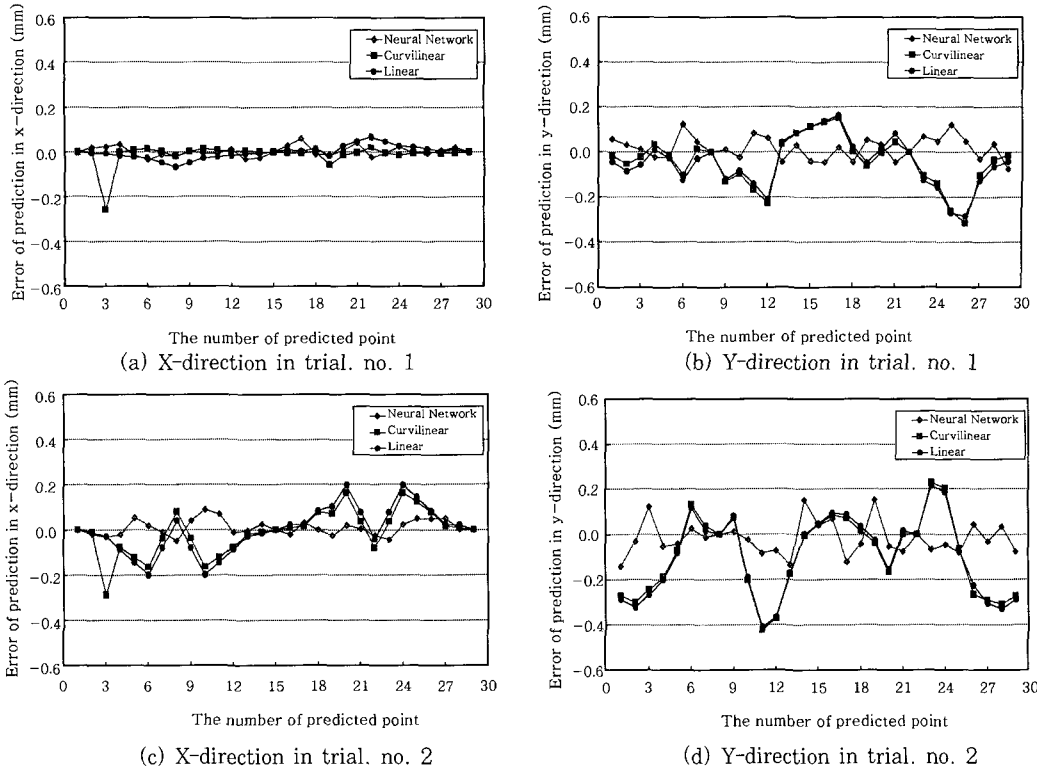 Error of prediction in x-direction (mm)
0.6
0.4
0.2
0.0
-0.2
-0.4
-0.6
Neural Network
Curvilinear
Linear
0 3 6 9 12 15 18 21 24 27 30
The number of predicted point
(a) X-direction in trial. no. 1
Error of prediction in y-direction (mm)
0.6
0.4
0.2
0.0
-0.2
-0.4
-0.6
Neural Network
Curvilinear
Linear
0 3 6 9 12 15 18 21 24 27 30
The number of predicted point
(b) Y-direction in trial. no. 1
Error of prediction in x-direction (mm)
0.6
0.4
0.2
0.0
-0.2
-0.4
-0.6
Neural Network
Curvilinear
Linear
0 3 6 9 12 15 18 21 24 27 30
The number of predicted point
(c) X-direction in trial. no. 2
Error of prediction in y-direction (mm)
0.6
0.4
0.2
0.0
-0.2
-0.4
-0.6
Neural Network
Curvilinear
Linear
0 3 6 9 12 15 18 21 24 27 30
The number of predicted point
(d) Y-direction in trial. no. 2